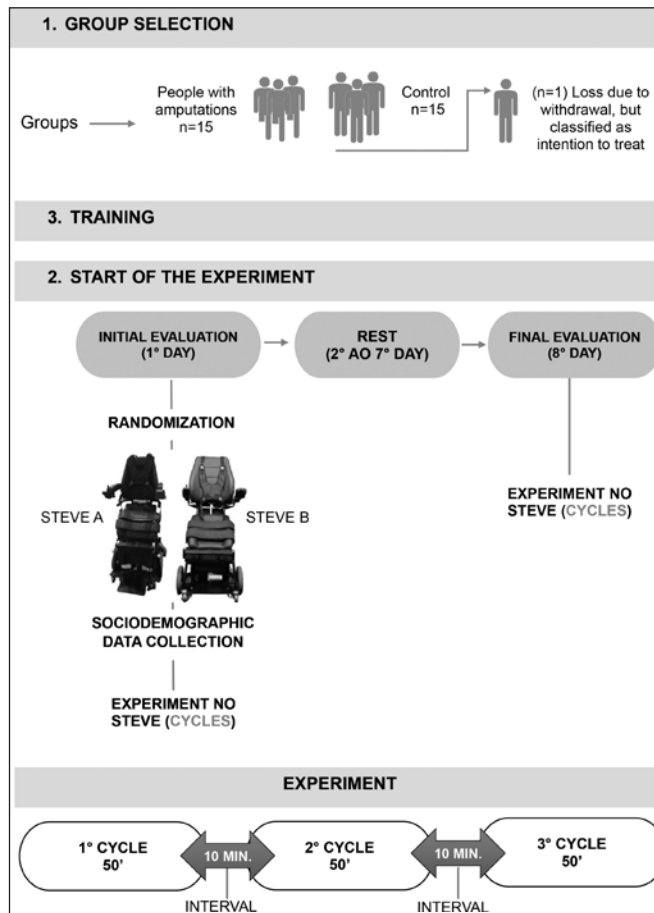 1. GROUP SELECTION
Groups
People with
amputations
n=15
Control
n=15
(n=1) Loss due to
withdrawal, but
classified as
intention to treat
3. TRAINING
2. START OF THE EXPERIMENT
INITIAL EVALUATION
(1° DAY)
REST
(2° AO 7° DAY)
FINAL EVALUATION
(8° DAY)
RANDOMIZATION
STEVE A
STEVE B
SOCIODEMOGRAPHIC
DATA COLLECTION
EXPERIMENT NO
STEVE (CYCLES)
EXPERIMENT NO
STEVE (CYCLES)
EXPERIMENT
1° CYCLE
50'
10 MIN.
2° CYCLE
50'
10 MIN.
3° CYCLE
50'
INTERVAL
INTERVAL